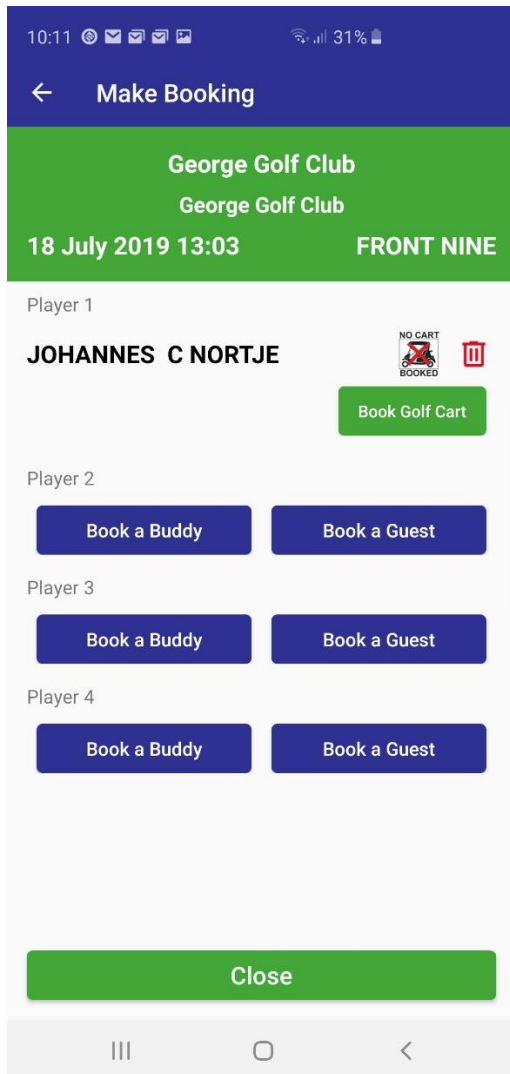 10:11 31%
Make Booking
George Golf Club
George Golf Club
18 July 2019 13:03 FRONT NINE
Player 1
JOHANNES C NORTJE
NO CART
BOOKED
Book Golf Cart
Player 2
Book a Buddy Book a Guest
Player 3
Book a Buddy Book a Guest
Player 4
Book a Buddy Book a Guest
Close